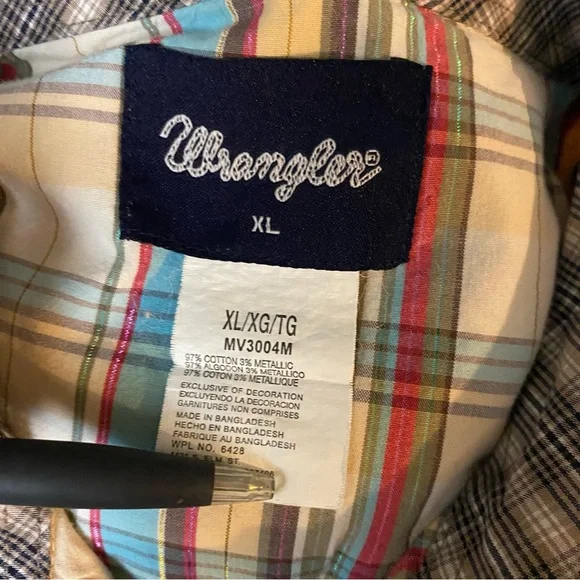 Wrangler®
XL
XL/XG/TG
MV3004M
97% COTTON 3% METALLIC
97% ALGODON 3% METALLICO
97% COTON 3% METALLIQUE
EXCLUSIVE OF DECORATION
EXCLUYENDO LA DECORACION
GARNITURES NON COMPRISES
MADE IN BANGLADESH
HECHO EN BANGLADESH
FABRIQUE AU BANGLADESH
WPL NO. 6428
ELM ST.